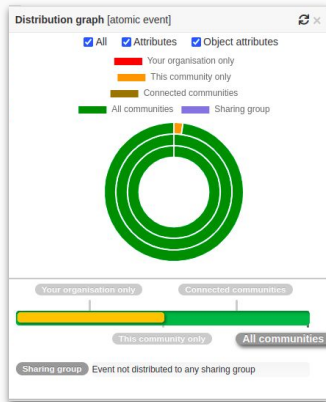 Distribution graph [atomic event]
All Attributes Object attributes
Your organisation only
This community only
Connected communities
All communities Sharing group
Your organisation only Connected communities
This community only All communities
Sharing group Event not distributed to any sharing group